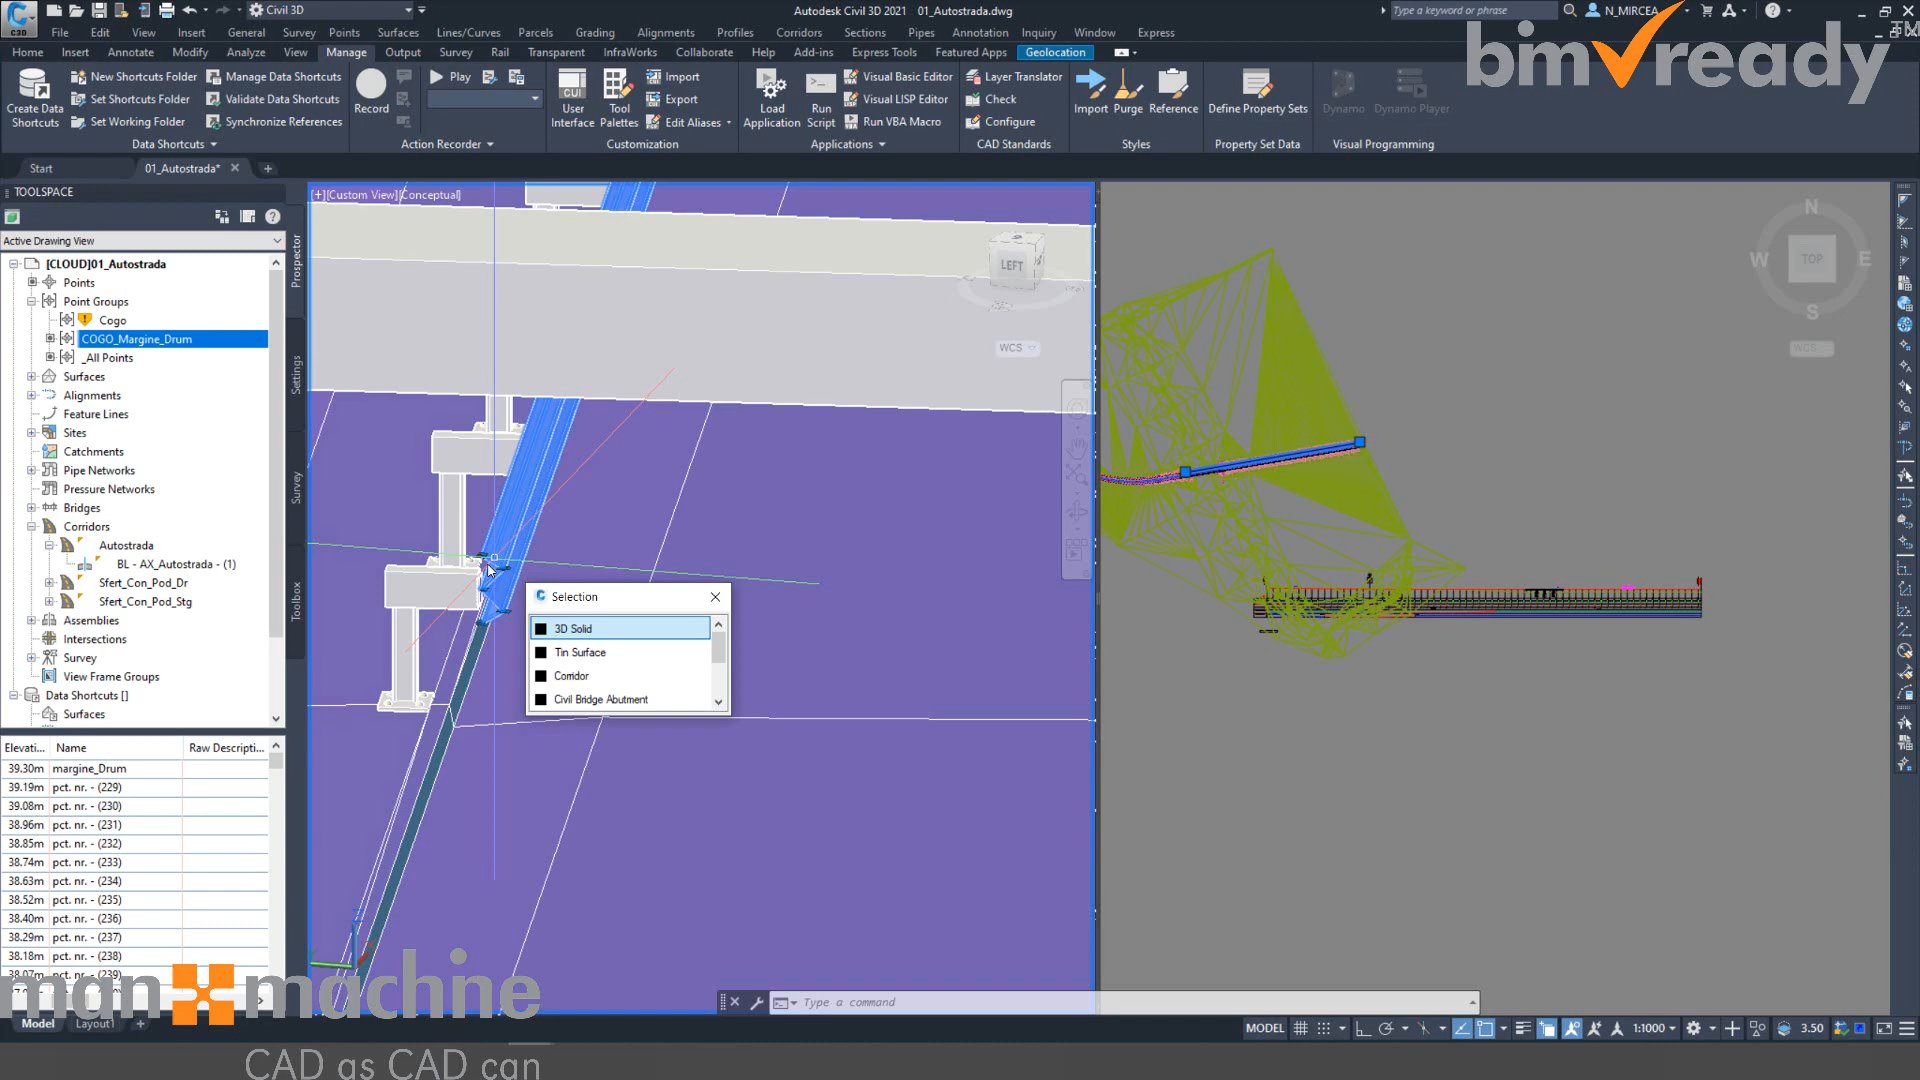 Civil 3D
Autodesk Civil 3D 2021 01_Autostrada.dwg
Type a keyword or phrase
N_MIRCEA
C3D
File Edit View Insert General Survey Points Surfaces Lines/Curves Parcels Grading Alignments Profiles Corridors Sections Pipes Annotation Inquiry Window Express
Home Insert Annotate Modify Analyze View Manage Output Survey Rail Transparent InfraWorks Collaborate Help Add-ins Express Tools Featured Apps Geolocation
bim ready
TM
Create Data Shortcuts
New Shortcuts Folder
Set Shortcuts Folder
Set Working Folder
Manage Data Shortcuts
Validate Data Shortcuts
Synchronize References
Data Shortcuts
Record
Play
Action Recorder
CUI
User Interface
Tool Palettes
Import
Export
Edit Aliases
Customization
Load Application
Run Script
Visual Basic Editor
Visual LISP Editor
Run VBA Macro
Applications
Layer Translator
Check
Configure
CAD Standards
Import
Purge
Reference
Styles
Define Property Sets
Property Set Data
Dynamo
Dynamo Player
Visual Programming
Start
01_Autostrada*
TOOLSPACE
Active Drawing View
[CLOUD]01_Autostrada
Points
Point Groups
Cogo
COGO_Margine_Drum
_All Points
Surfaces
Alignments
Feature Lines
Sites
Catchments
Pipe Networks
Pressure Networks
Bridges
Corridors
Autostrada
BL - AX_Autostrada - (1)
Sfert_Con_Pod_Dr
Sfert_Con_Pod_Stg
Assemblies
Intersections
Survey
View Frame Groups
Data Shortcuts []
Surfaces
Prospector
Settings
Survey
Toolbox
Elevati... Name Raw Descripti...
39.30m margine_Drum
39.19m pct. nr. - (229)
39.08m pct. nr. - (230)
38.96m pct. nr. - (231)
38.85m pct. nr. - (232)
38.74m pct. nr. - (233)
38.63m pct. nr. - (234)
38.52m pct. nr. - (235)
38.40m pct. nr. - (236)
38.29m pct. nr. - (237)
38.18m pct. nr. - (238)
38.07m pct. nr. - (239)
[+][Custom View][Conceptual]
LEFT
WCS
N
W TOP E
S
WCS
Selection
3D Solid
Tin Surface
Corridor
Civil Bridge Abutment
Type a command
man machine
CAD as CAD can
Model Layout1
MODEL
1:1000
3.50